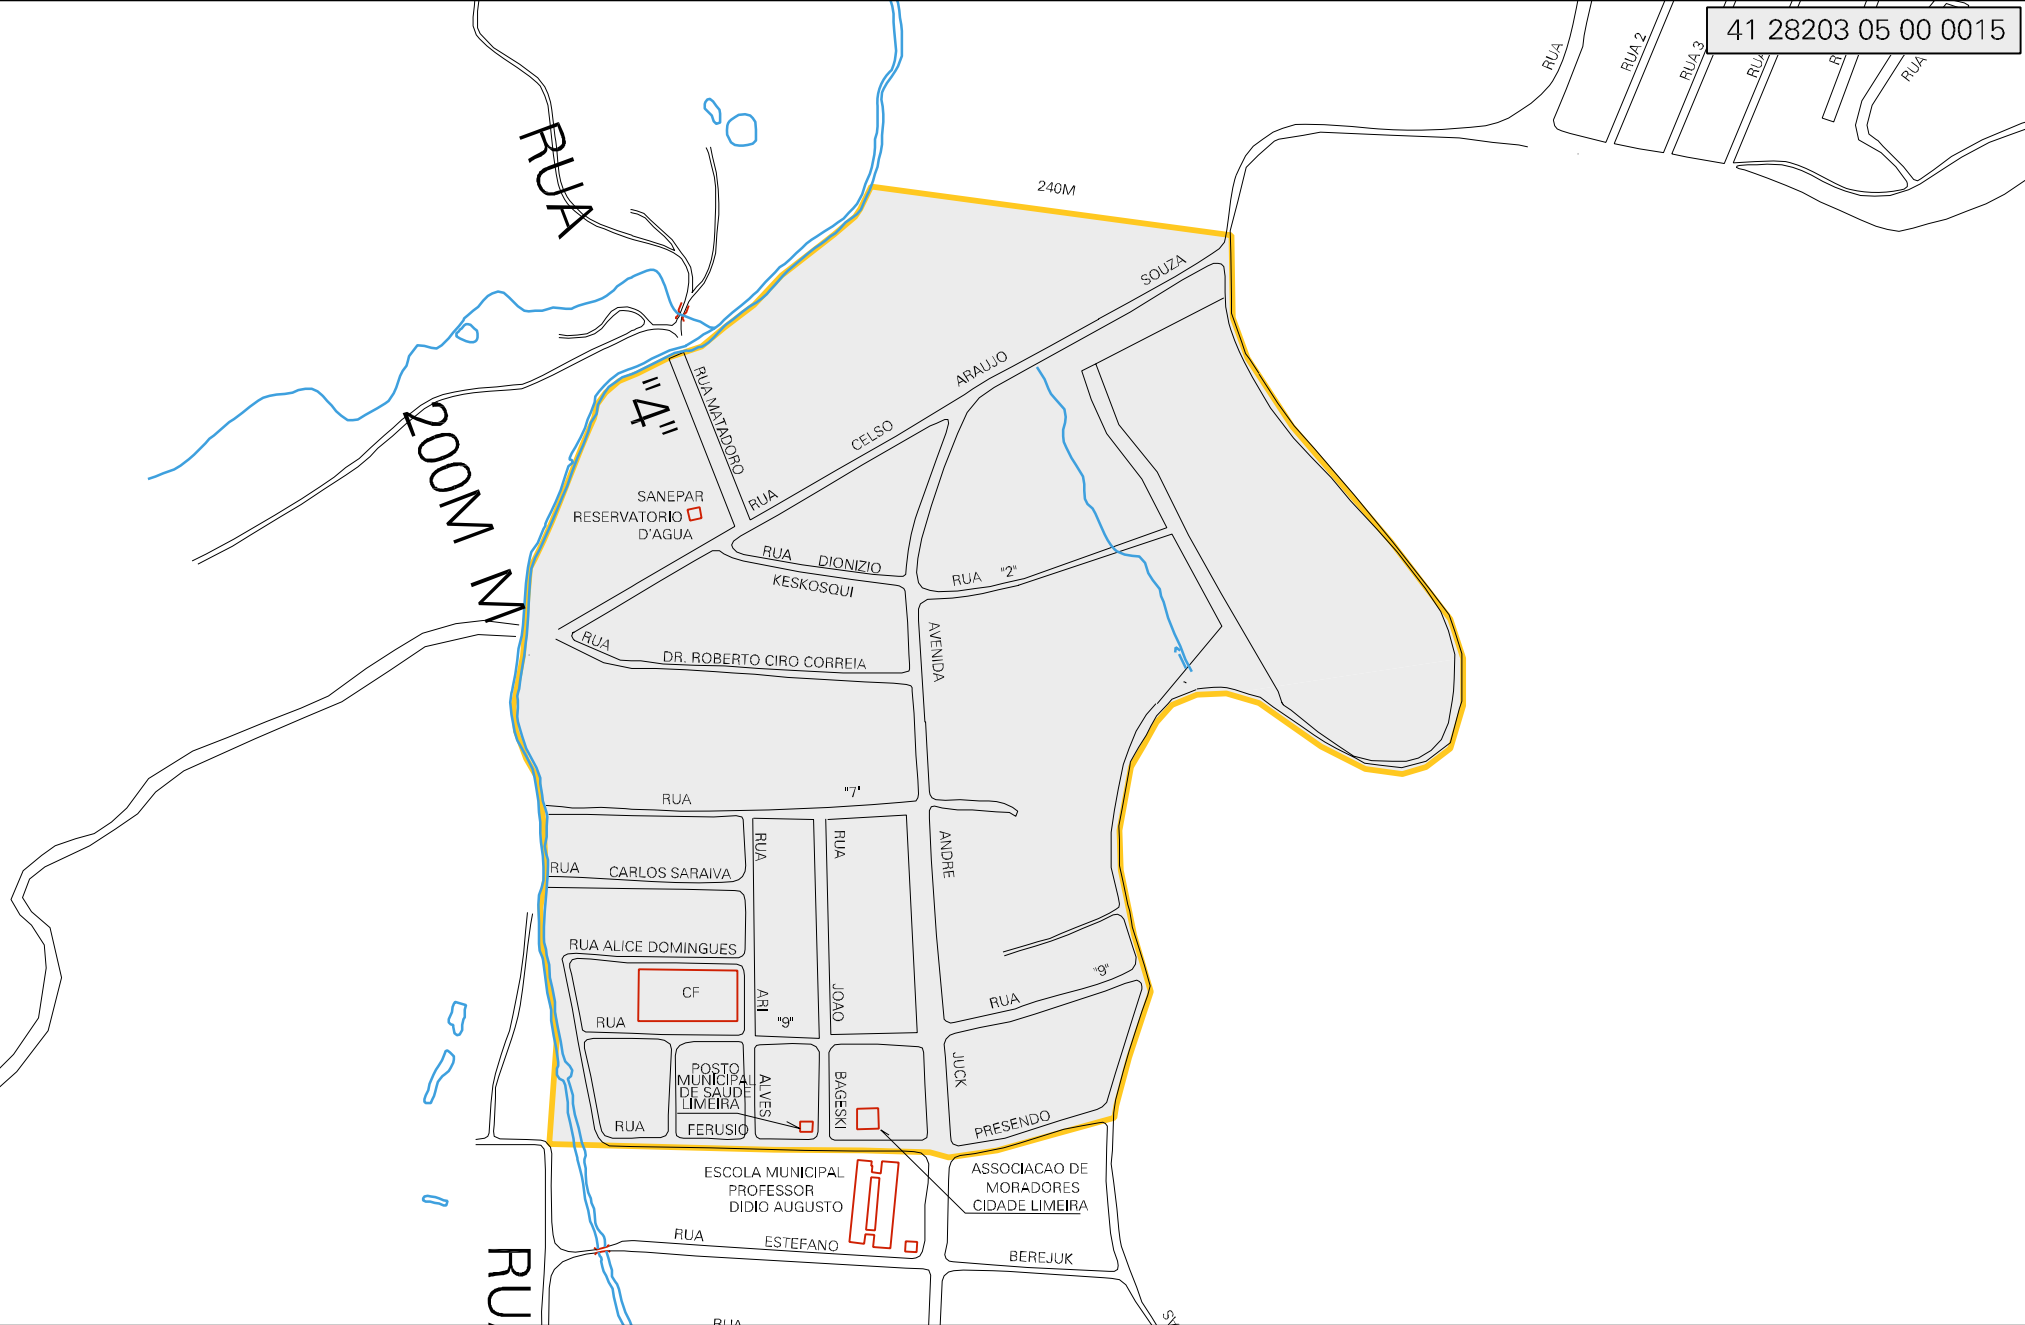 41 28203 05 00 0015
RUA
RUA 2
RUA 3
RUA
RUA
RUA
240M
SOUZA
ARAUJO
CELSO
RUA
RUA MATADORO
"4"
200M M
SANEPAR
RESERVATORIO
D'AGUA
RUA DIONIZIO
KESKOSQUI
RUA "2"
RUA
DR. ROBERTO CIRO CORREIA
AVENIDA
RUA "7"
RUA
RUA
ANDRE
RUA CARLOS SARAIVA
RUA ALICE DOMINGUES
CF
ARI
JOAO
"9"
RUA
RUA
"9"
JUCK
POSTO
MUNICIPAL
DE SAUDE
LIMEIRA
ALVES
BAGESKI
RUA FERUSIO
PRESENDO
ESCOLA MUNICIPAL
PROFESSOR
DIDIO AUGUSTO
ASSOCIACAO DE
MORADORES
CIDADE LIMEIRA
RUA ESTEFANO
BEREJUK
RUA